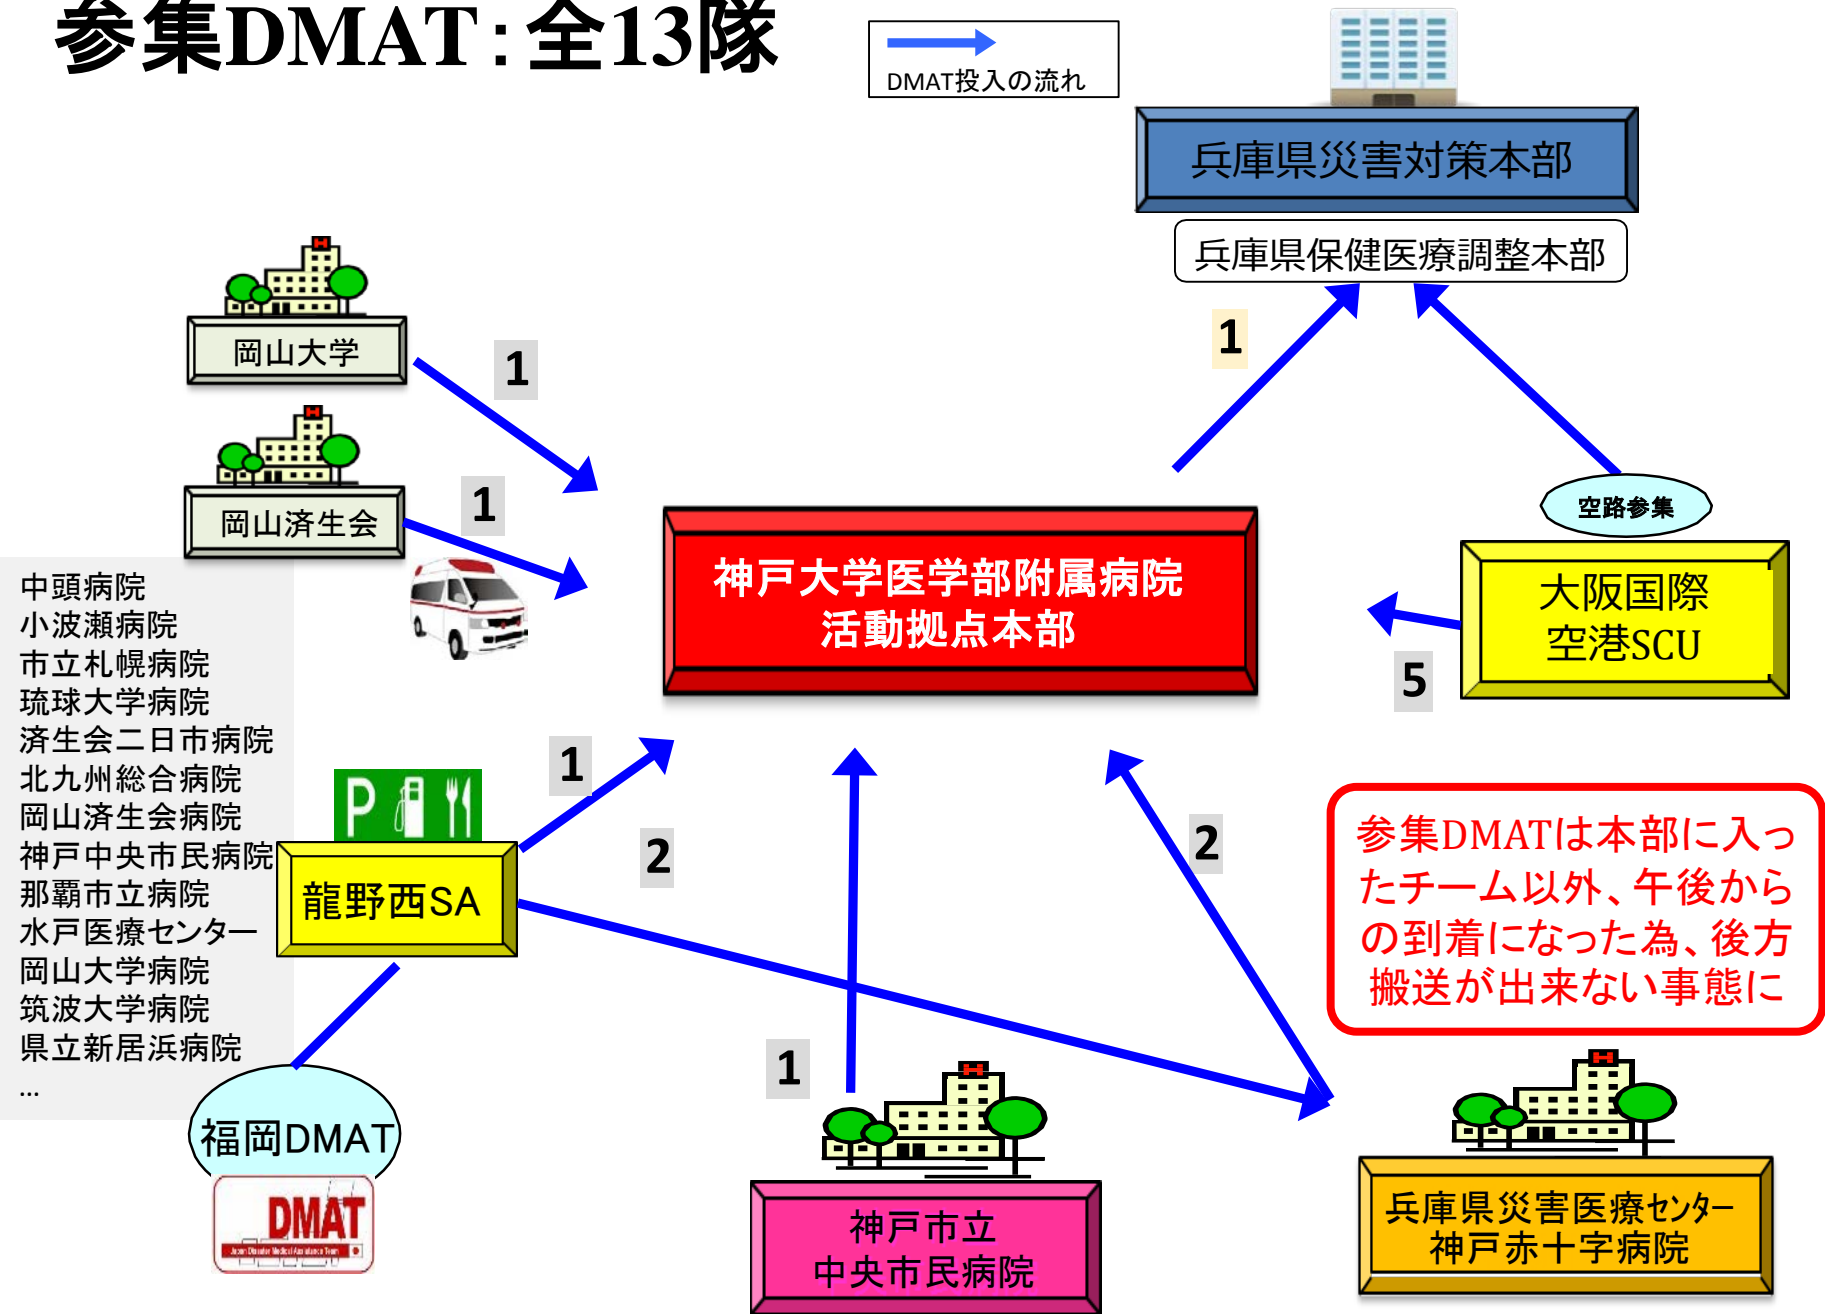 参集DMAT：全13隊
DMAT投入の流れ
兵庫県災害対策本部
兵庫県保健医療調整本部
1
岡山大学
1
岡山済生会
1
空路参集
神戸大学医学部附属病院
活動拠点本部
大阪国際
空港SCU
5
中頭病院
小波瀬病院
市立札幌病院
琉球大学病院
済生会二日市病院
北九州総合病院
岡山済生会病院
神戸中央市民病院
那覇市立病院
水戸医療センター
岡山大学病院
筑波大学病院
県立新居浜病院
...
P
龍野西SA
1
2
2
参集DMATは本部に入っ
たチーム以外、午後から
の到着になった為、後方
搬送が出来ない事態に
1
福岡DMAT
DMAT
Japan Disaster Medical Assistance Team
神戸市立
中央市民病院
兵庫県災害医療センター
神戸赤十字病院